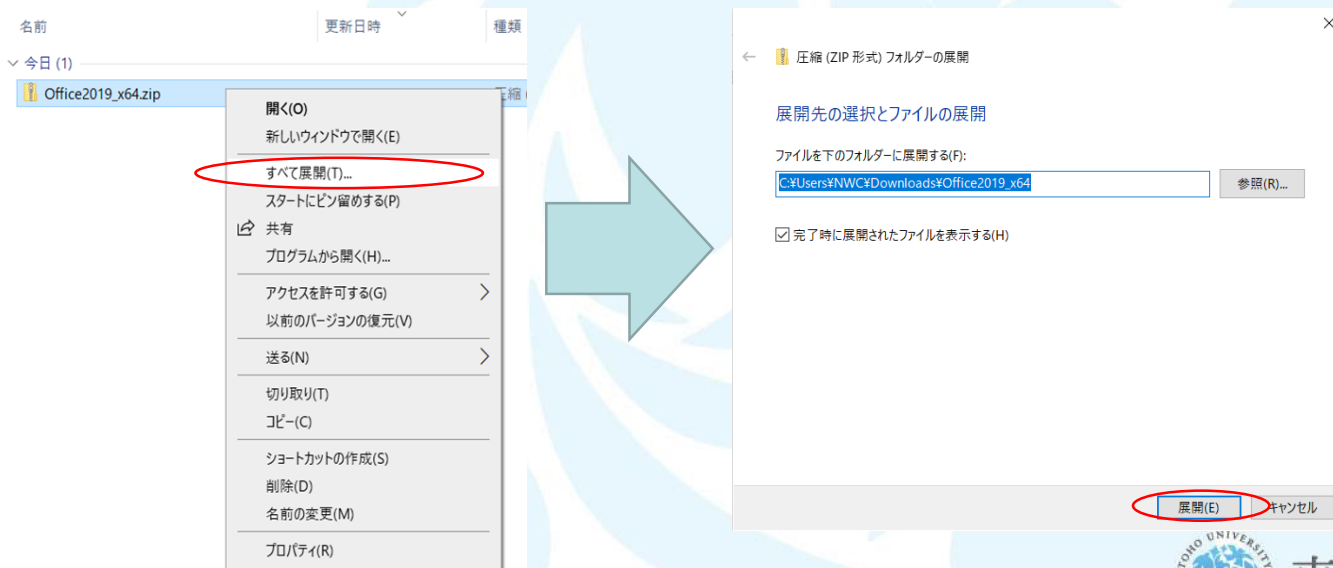 名前 更新日時 種類
今日 (1)
Office2019_x64.zip 圧縮 (
開く(O)
新しいウィンドウで開く(E)
すべて展開(T)...
スタートにピン留めする(P)
共有
プログラムから開く(H)...
アクセスを許可する(G)
以前のバージョンの復元(V)
送る(N)
切り取り(T)
コピー(C)
ショートカットの作成(S)
削除(D)
名前の変更(M)
プロパティ(R)
圧縮 (ZIP 形式) フォルダーの展開
展開先の選択とファイルの展開
ファイルを下のフォルダーに展開する(F):
C:¥Users¥NWC¥Downloads¥Office2019_x64
参照(R)...
完了時に展開されたファイルを表示する(H)
展開(E) キャンセル
TOHO UNIVERSITY